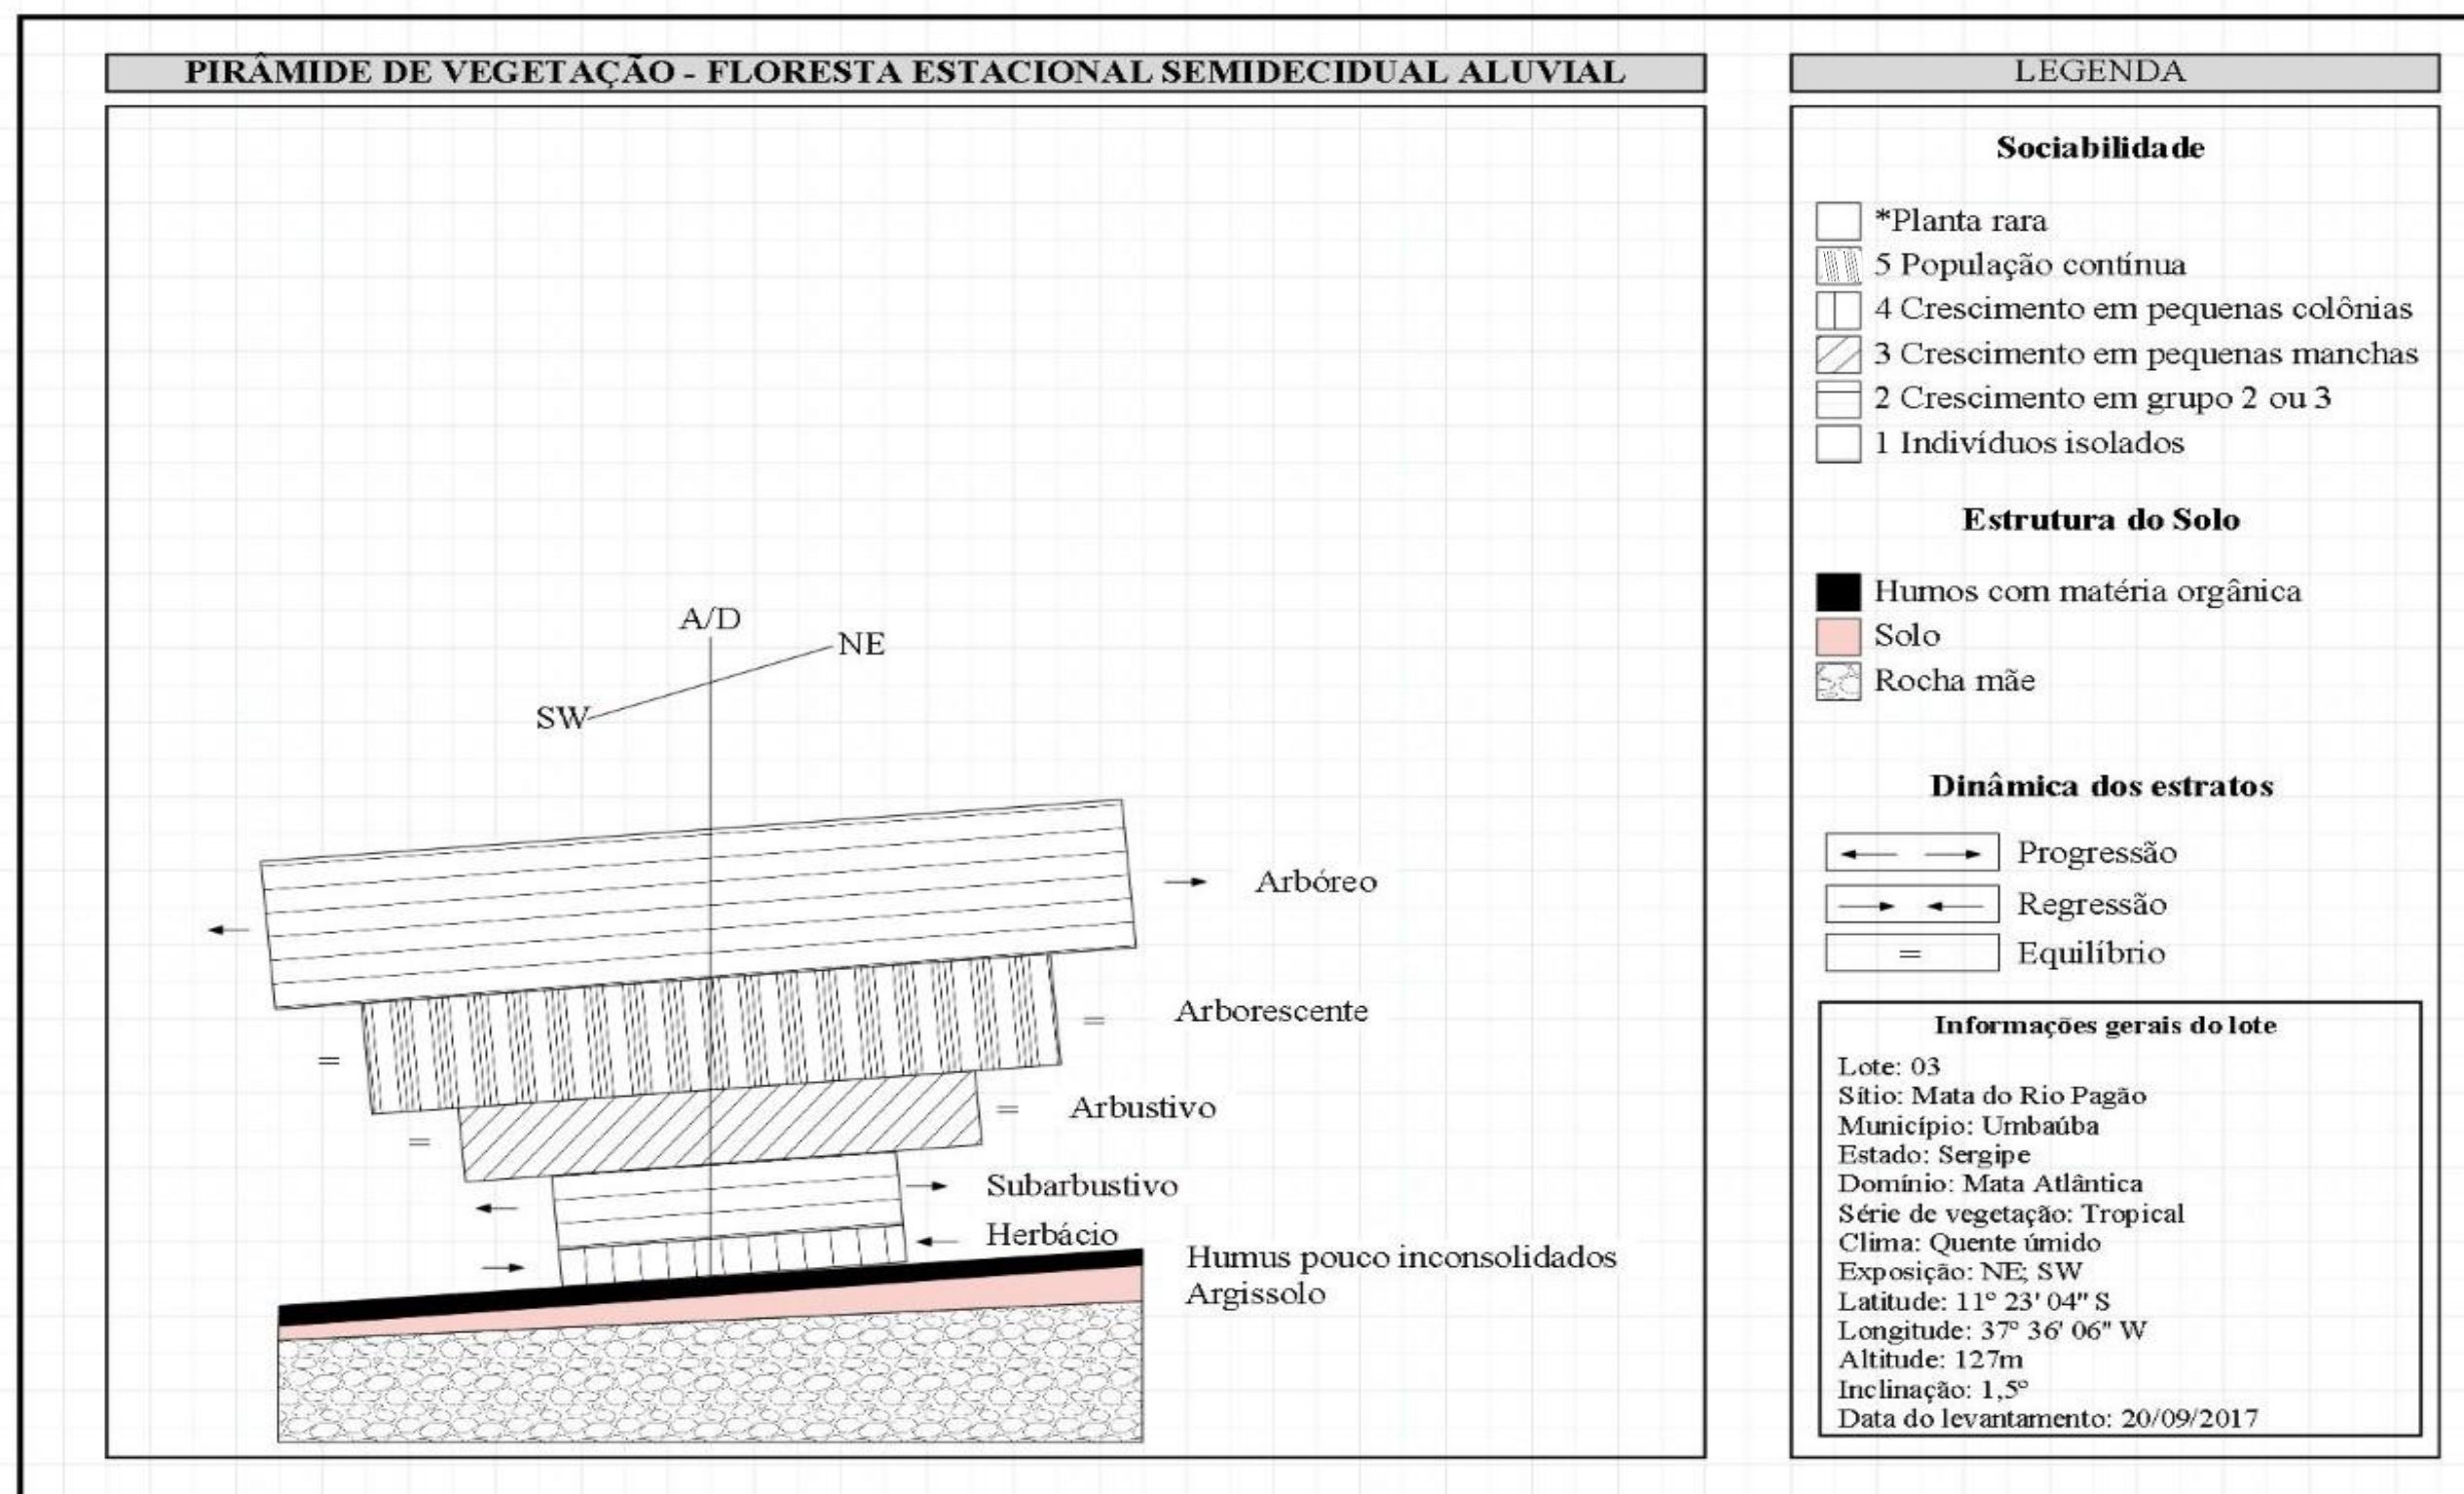 PIRÂMIDE DE VEGETAÇÃO - FLORESTA ESTACIONAL SEMIDECIDUAL ALUVIAL
A/D
NE
SW
Arbóreo
Arborescente
=
=
Arbustivo
=
=
Subarbustivo
Herbácio
Humus pouco inconsolidados
Argissolo
LEGENDA
Sociabilidade
*Planta rara
5 População contínua
4 Crescimento em pequenas colônias
3 Crescimento em pequenas manchas
2 Crescimento em grupo 2 ou 3
1 Indivíduos isolados
Estrutura do Solo
Humos com matéria orgânica
Solo
Rocha mãe
Dinâmica dos estratos
Progressão
Regressão
= Equilíbrio
Informações gerais do lote
Lote: 03
Sítio: Mata do Rio Pagão
Município: Umbaúba
Estado: Sergipe
Domínio: Mata Atlântica
Série de vegetação: Tropical
Clima: Quente úmido
Exposição: NE; SW
Latitude: 11° 23' 04" S
Longitude: 37° 36' 06" W
Altitude: 127m
Inclinação: 1,5°
Data do levantamento: 20/09/2017